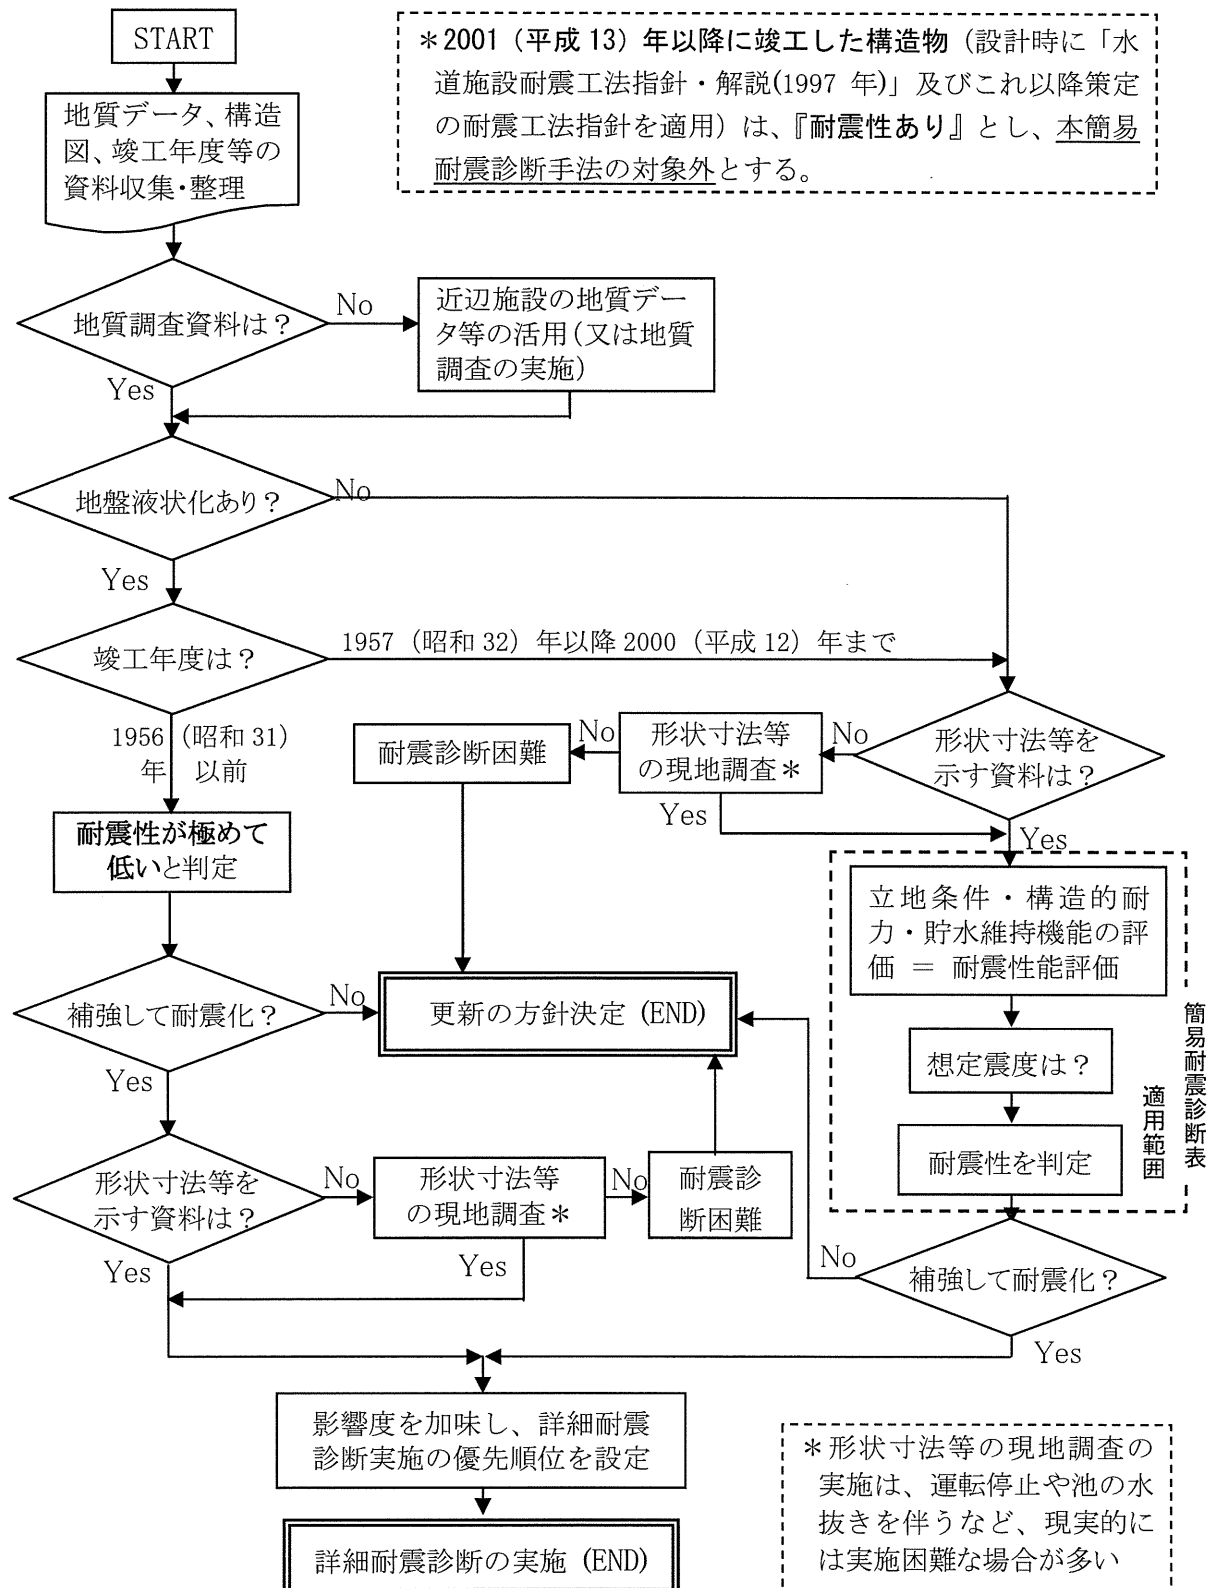 START
＊2001（平成13）年以降に竣工した構造物（設計時に「水
道施設耐震工法指針・解説(1997 年)」及びこれ以降策定
の耐震工法指針を適用）は、『耐震性あり』とし、本簡易
耐震診断手法の対象外とする。
地質データ、構造
図、竣工年度等の
資料収集・整理
地質調査資料は？
No
近辺施設の地質デー
タ等の活用（又は地質
調査の実施）
Yes
地盤液状化あり？
No
Yes
竣工年度は？
1957（昭和32）年以降2000（平成12）年まで
1956（昭和31）
年　以前
耐震診断困難
No
形状寸法等
の現地調査＊
No
形状寸法等を
示す資料は？
Yes
Yes
耐震性が極めて
低いと判定
立地条件・構造的耐
力・貯水維持機能の評
価 ＝ 耐震性能評価
補強して耐震化？
No
更新の方針決定 (END)
想定震度は？
簡易耐震診断表
適用範囲
Yes
耐震性を判定
形状寸法等を
示す資料は？
No
形状寸法等
の現地調査＊
No
耐震診
断困難
Yes
Yes
No
補強して耐震化？
Yes
影響度を加味し、詳細耐震
診断実施の優先順位を設定
詳細耐震診断の実施 (END)
＊形状寸法等の現地調査の
実施は、運転停止や池の水
抜きを伴うなど、現実的に
は実施困難な場合が多い